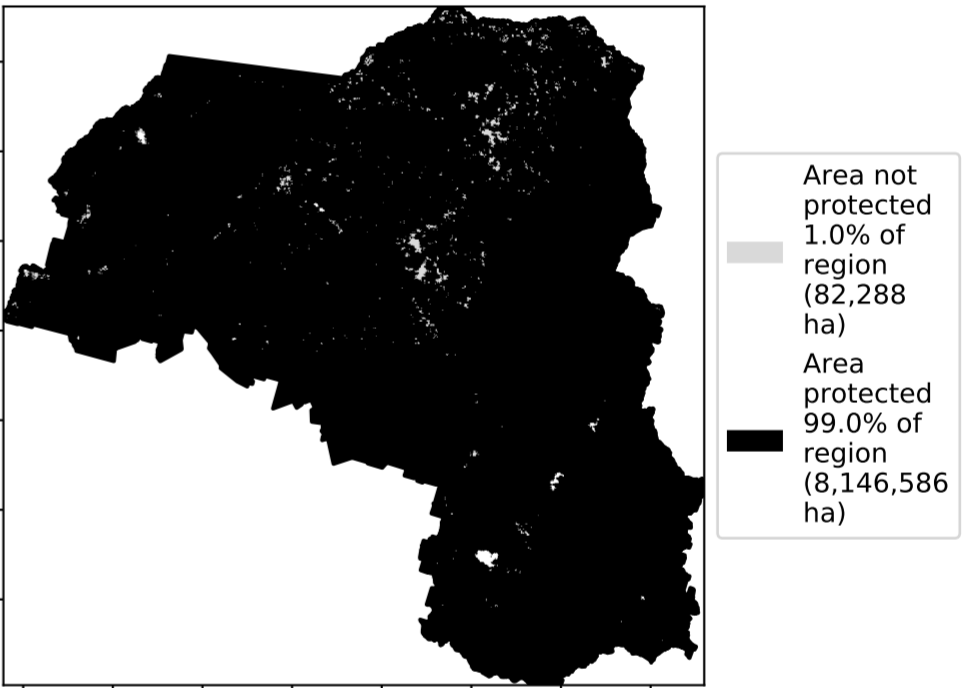 Area not
protected
1.0% of
region
(82,288
ha)
Area
protected
99.0% of
region
(8,146,586
ha)